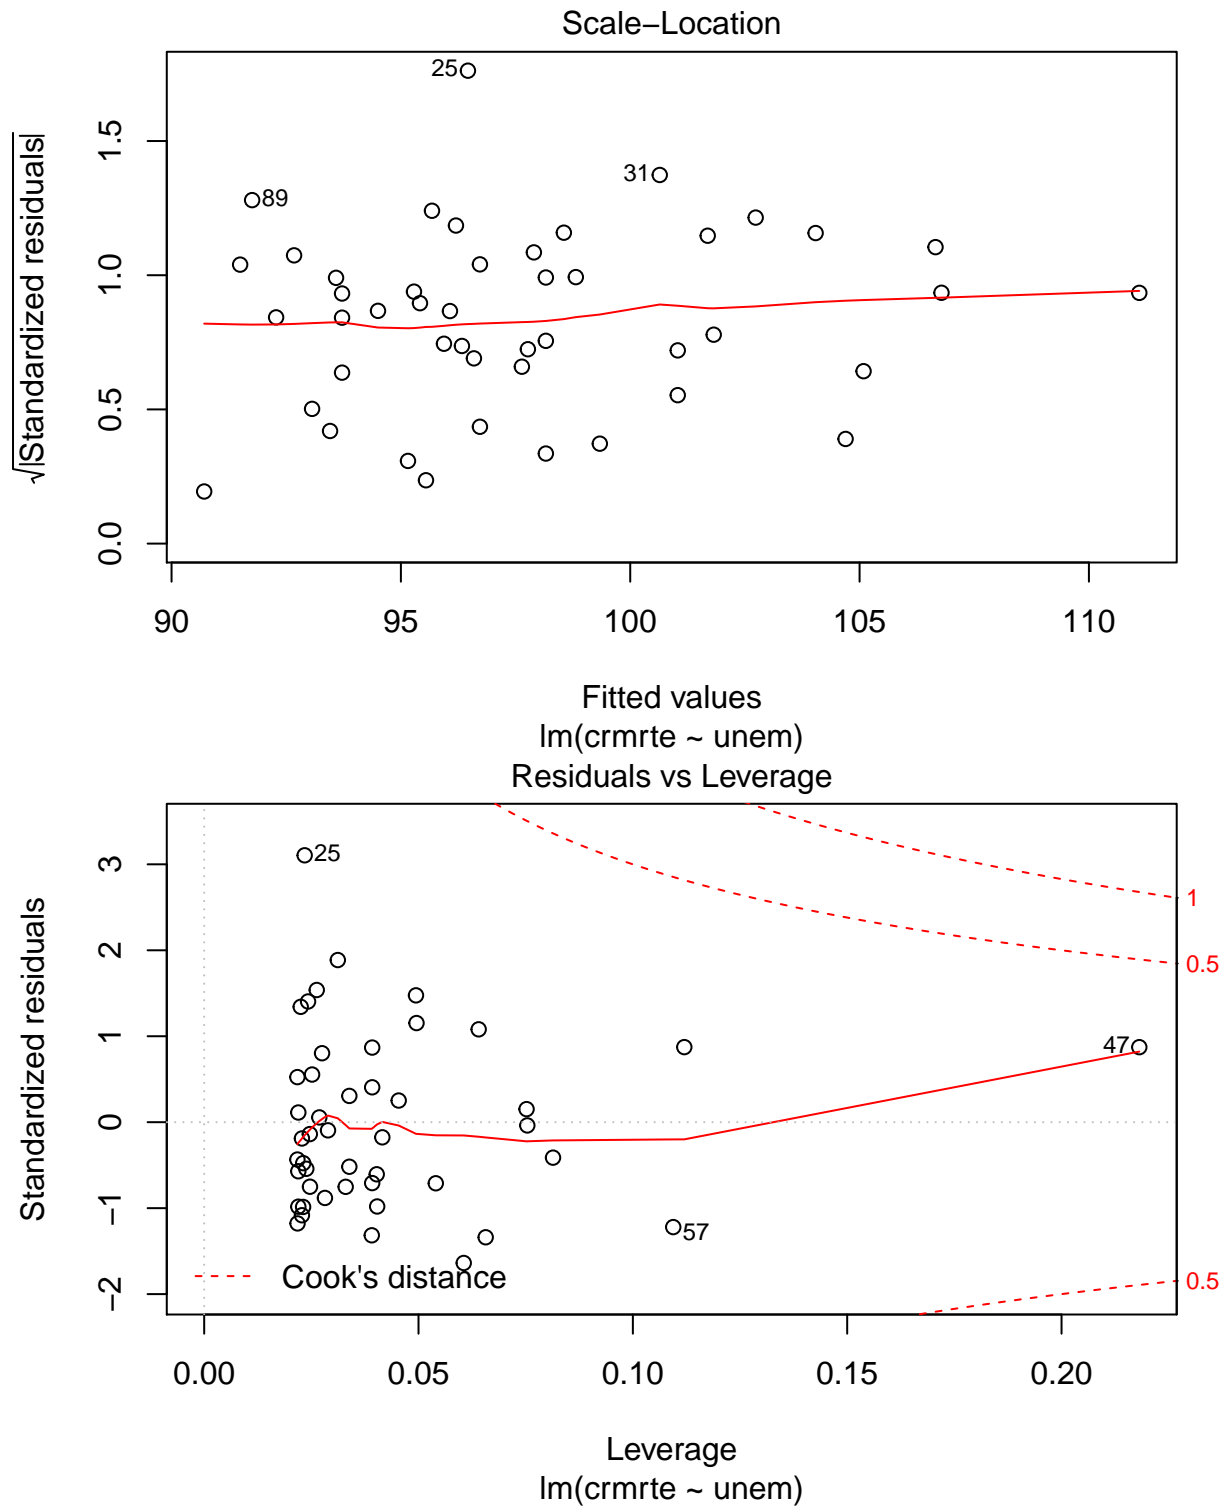 Scale−Location
√|Standardized residuals|
0.0 0.5 1.0 1.5
25
31
89
90 95 100 105 110
Fitted values
lm(crmrte ~ unem)
Residuals vs Leverage
Standardized residuals
−2 −1 0 1 2 3
25
1
0.5
47
57
Cook's distance
0.5
0.00 0.05 0.10 0.15 0.20
Leverage
lm(crmrte ~ unem)